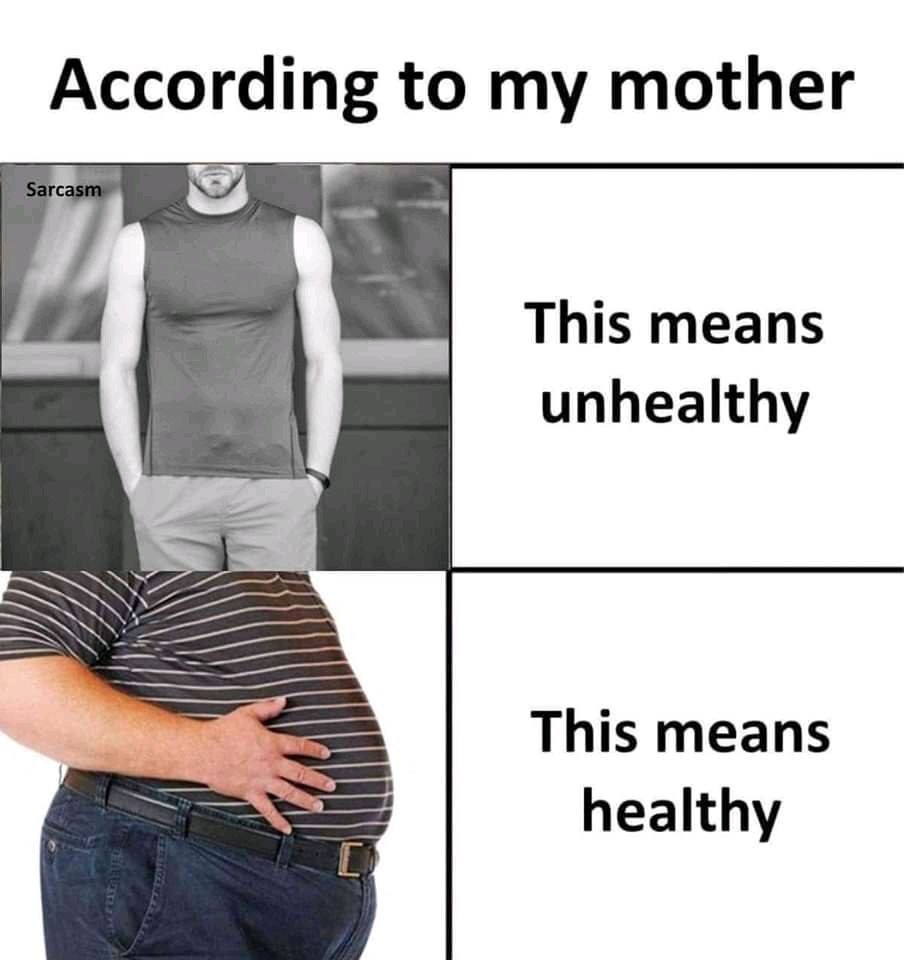 According to my mother
Sarcasm
This means
unhealthy
This means
healthy